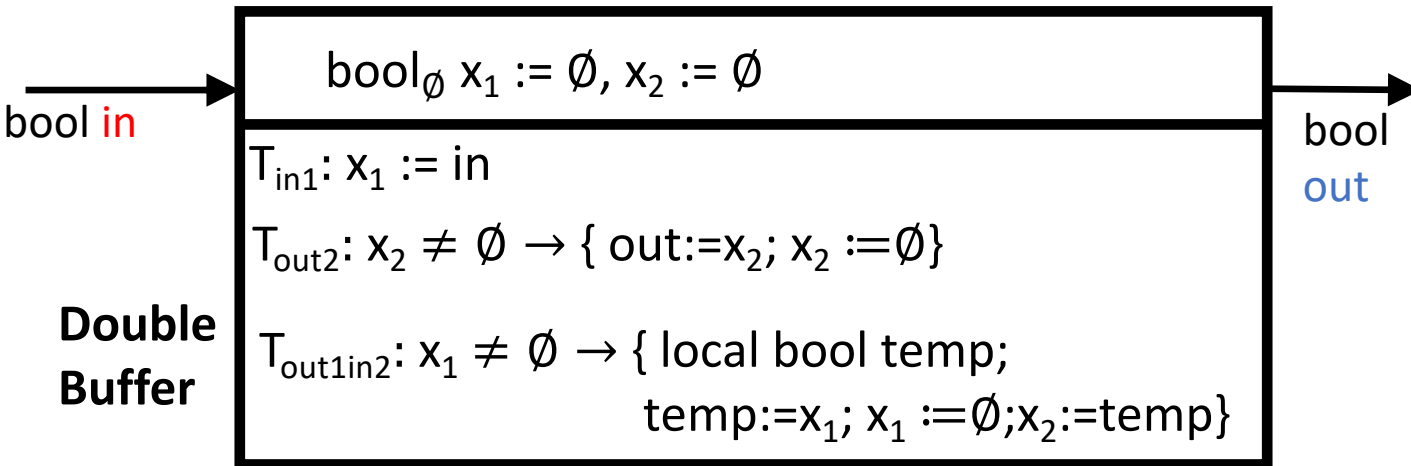 bool∅ x₁ := ∅, x₂ := ∅
bool in
bool
out
Tin1: x₁ := in
Tout2: x₂ ≠ ∅ → { out:=x₂; x₂ :=∅}
Double
Buffer
Tout1in2: x₁ ≠ ∅ → { local bool temp;
temp:=x₁; x₁ :=∅;x₂:=temp}